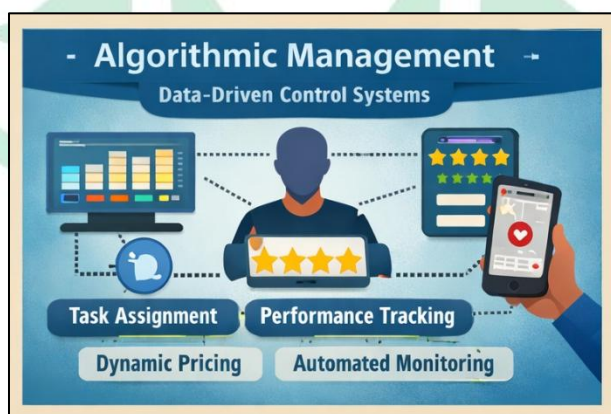 Algorithmic Management
Data-Driven Control Systems
Task Assignment
Performance Tracking
Dynamic Pricing
Automated Monitoring